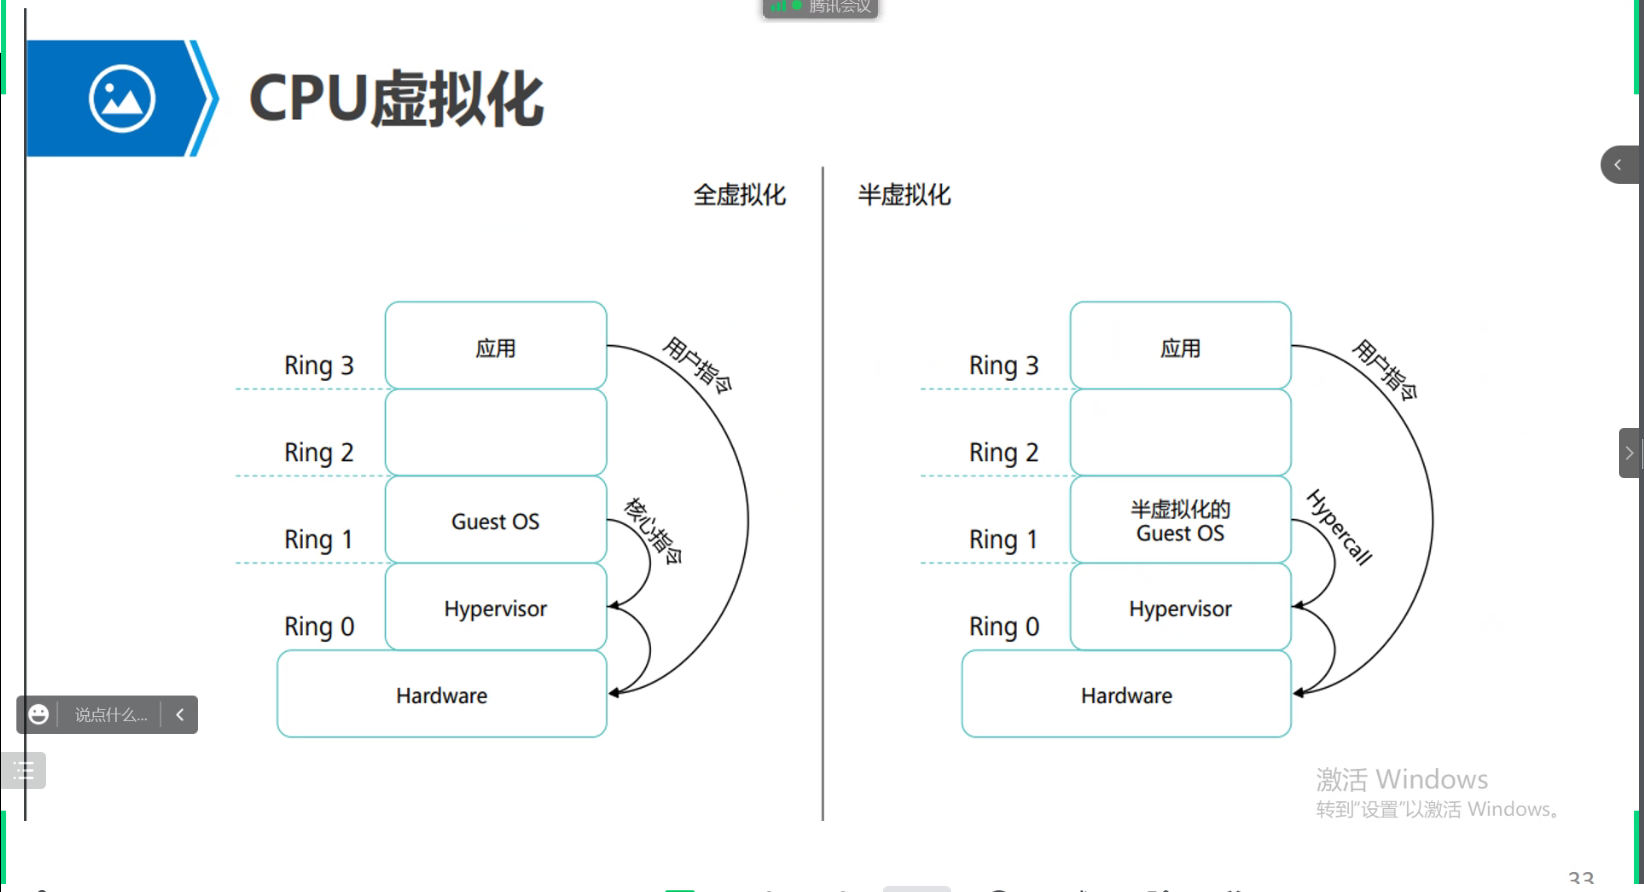 腾讯会议
CPU虚拟化
全虚拟化
半虚拟化
应用
Ring 3
用户指令
Ring 2
Guest OS
核心指令
Ring 1
Hypervisor
Ring 0
Hardware
应用
Ring 3
用户指令
Ring 2
半虚拟化的
Guest OS
Hypercall
Ring 1
Hypervisor
Ring 0
Hardware
说点什么...
激活 Windows
转到“设置”以激活 Windows。
33